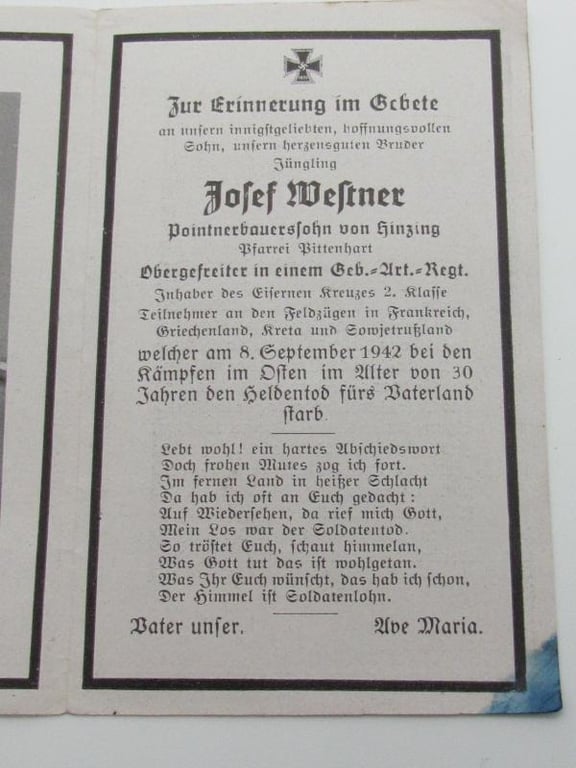 Zur Erinnerung im Gebete
an unsern innigstgeliebten, hoffnungsvollen
Sohn, unsern herzensguten Bruder
Jüngling
Josef Westner
Pointnerbauerssohn von Hinzing
Pfarrei Pittenhart
Obergefreiter in einem Geb.-Art.-Regt.
Inhaber des Eisernen Kreuzes 2. Klasse
Teilnehmer an den Feldzügen in Frankreich,
Griechenland, Kreta und Sowjetrußland
welcher am 8. September 1942 bei den
Kämpfen im Osten im Alter von 30
Jahren den Heldentod fürs Vaterland
starb.
Lebt wohl! ein hartes Abschiedswort
Doch frohen Mutes zog ich fort.
Im fernen Land in heißer Schlacht
Da hab ich oft an Euch gedacht:
Auf Wiedersehen, da rief mich Gott,
Mein Los war der Soldatentod.
So tröstet Euch, schaut himmelan,
Was Gott tut das ist wohlgetan.
Was Ihr Euch wünscht, das hab ich schon,
Der Himmel ist Soldatenlohn.
Vater unser. Ave Maria.